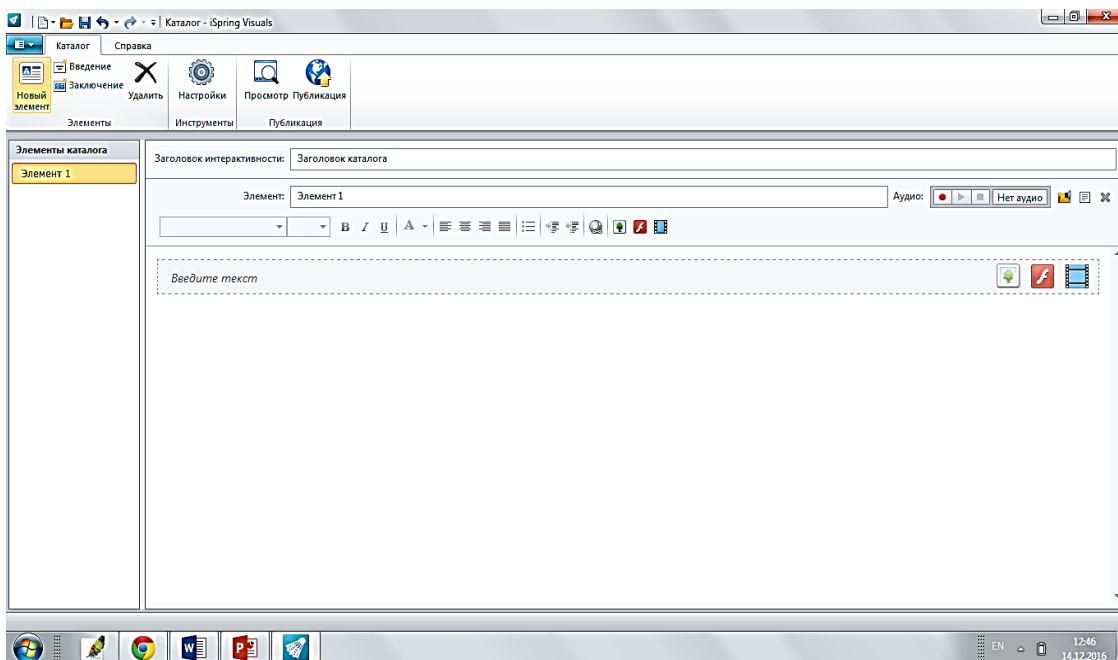 Каталог - iSpring Visuals
Каталог Справка
Новый элемент
Введение
Заключение
Удалить
Настройки
Просмотр
Публикация
Элементы
Инструменты
Публикация
Элементы каталога
Элемент 1
Заголовок интерактивности: Заголовок каталога
Элемент: Элемент 1
Аудио: Нет аудио
B I U A
Введите текст
EN
12:46
14.12.2016